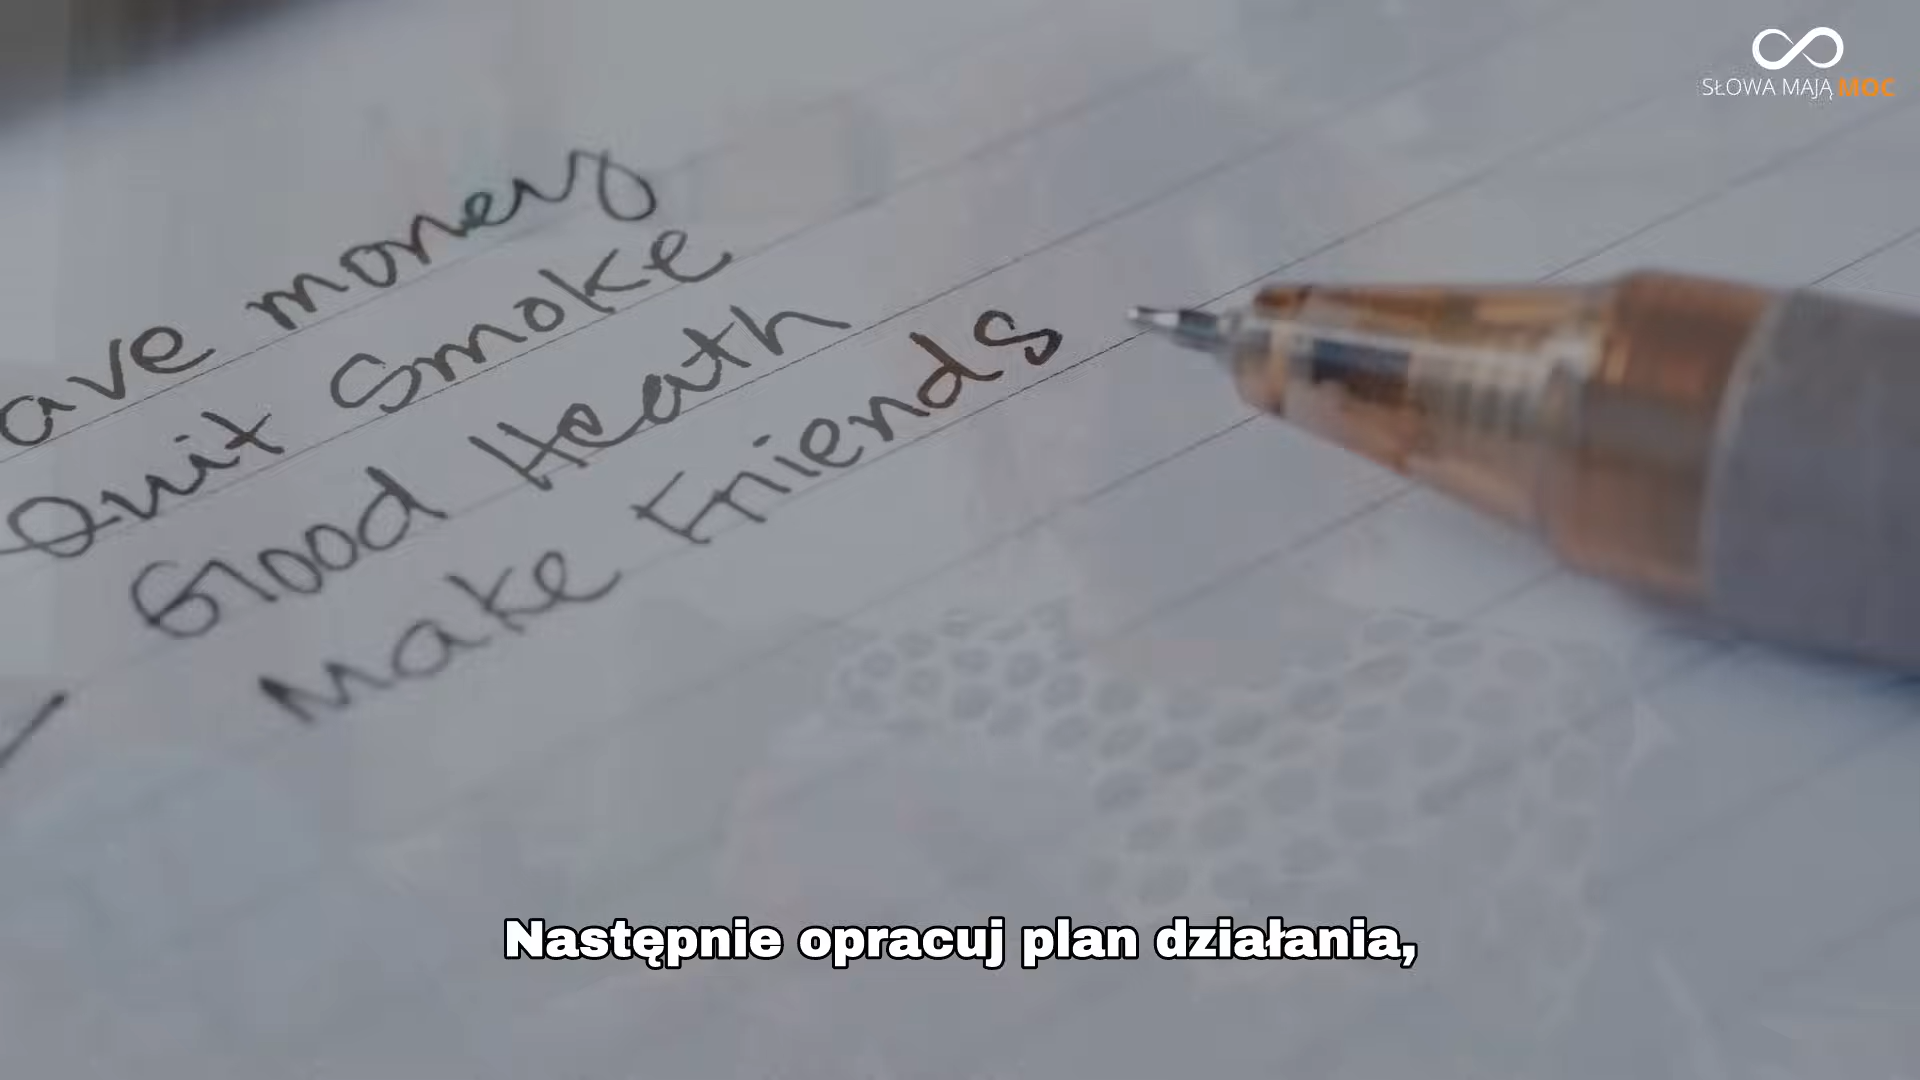 SŁOWA MAJĄ MOC
ave money
Quit Smoke
Good Heath
Make Friends
Następnie opracuj plan działania,